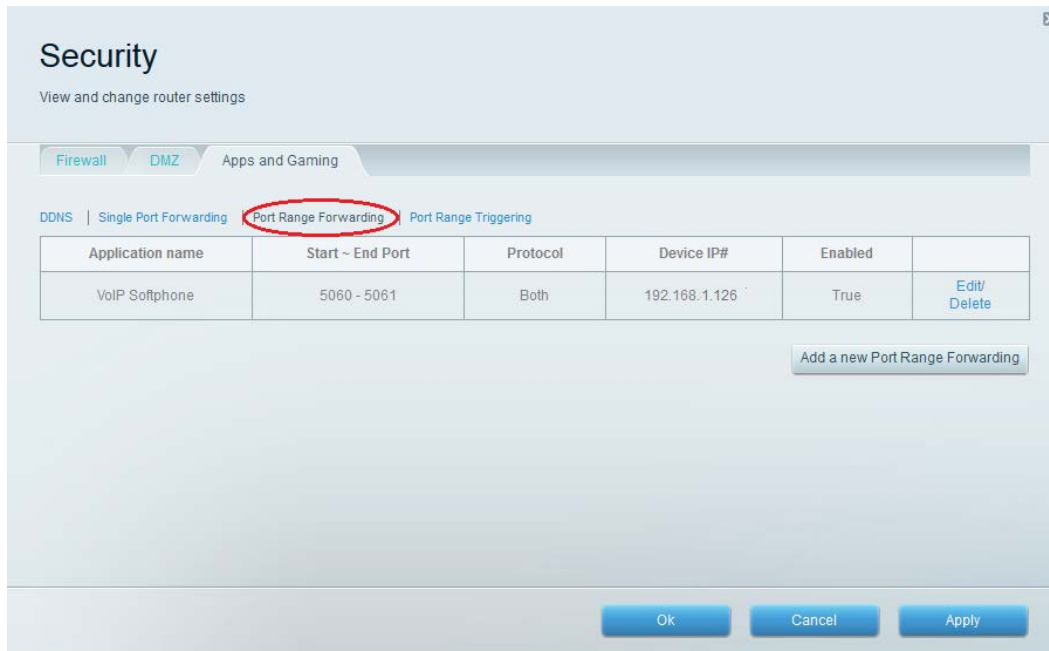 Security
View and change router settings
Firewall DMZ Apps and Gaming
DDNS | Single Port Forwarding | Port Range Forwarding | Port Range Triggering
Application name Start ~ End Port Protocol Device IP# Enabled
VoIP Softphone 5060 - 5061 Both 192.168.1.126 True Edit/
Delete
Add a new Port Range Forwarding
Ok Cancel Apply